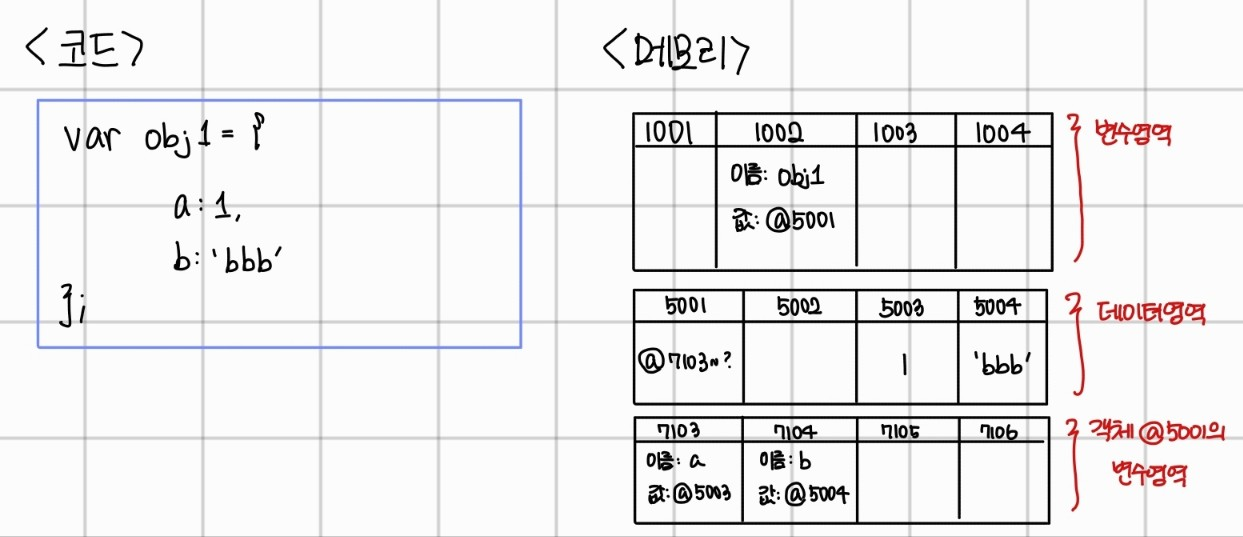 <코드>
var obj1 = {
a : 1,
b : 'bbb'
};
<메모리>
1001 1002 1003 1004
이름: obj1
값: @5001
변수영역
5001 5002 5003 5004
@7103~? 1 'bbb'
데이터영역
7103 7104 7105 7106
이름: a 이름: b
값: @5003 값: @5004
객체 @5001의
변수영역